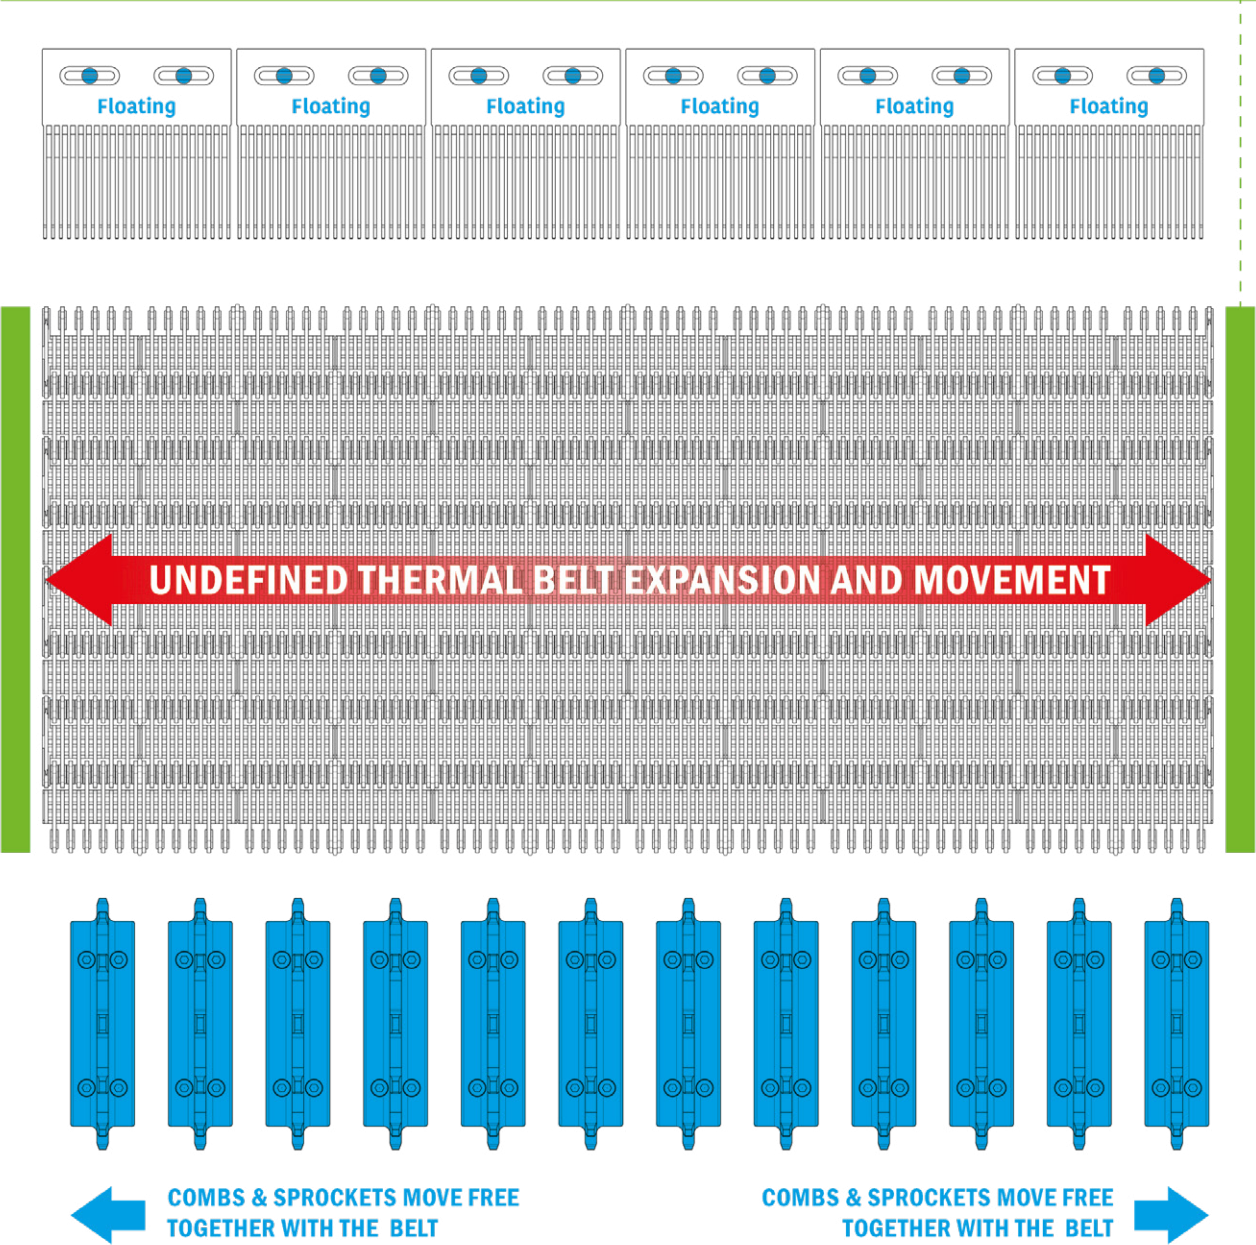 Floating Floating Floating Floating Floating Floating
UNDEFINED THERMAL BELT EXPANSION AND MOVEMENT
COMBS & SPROCKETS MOVE FREE
TOGETHER WITH THE BELT
COMBS & SPROCKETS MOVE FREE
TOGETHER WITH THE BELT